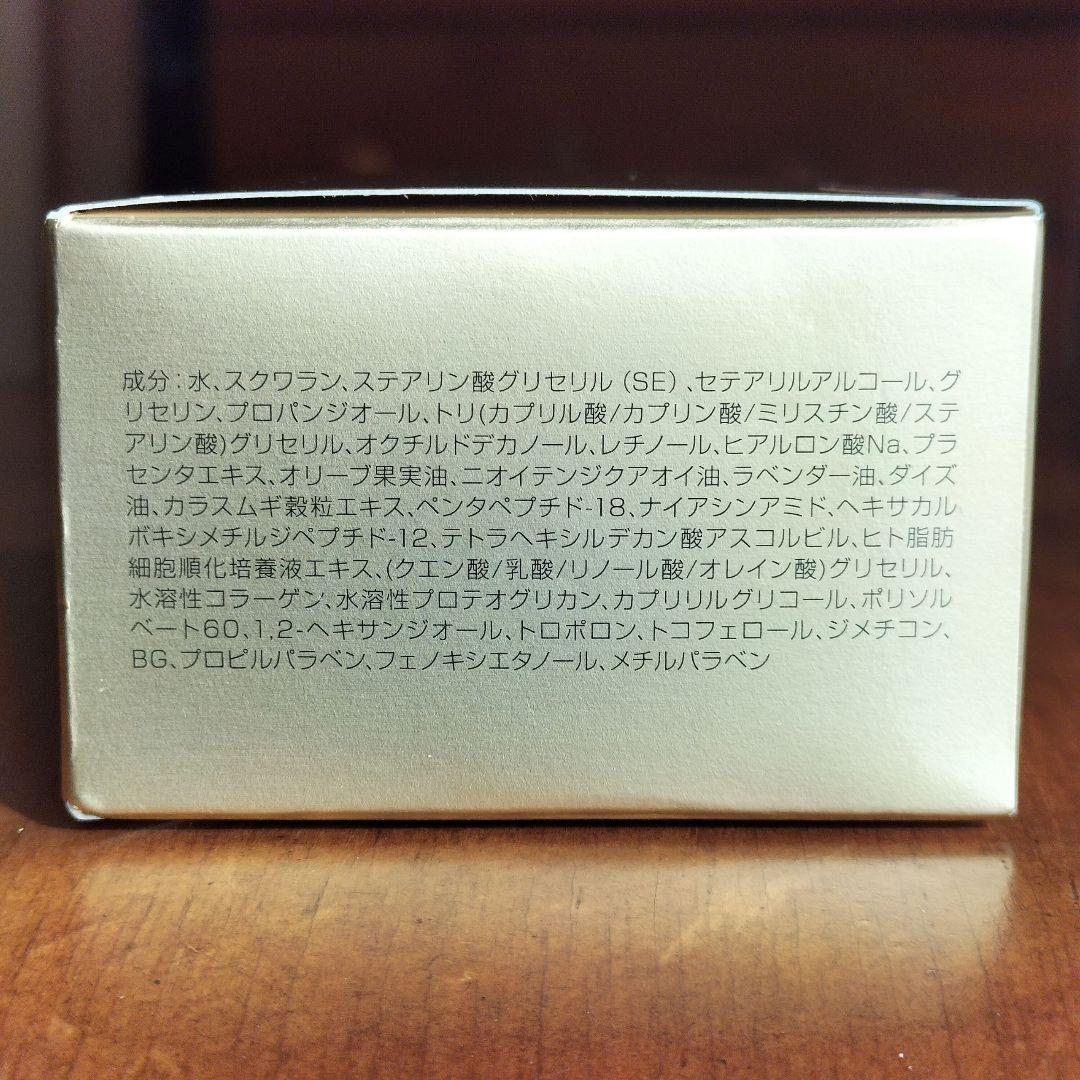 成分:水、スクワラン、ステアリン酸グリセリル(SE)、セテアリルアルコール、グ
リセリン、プロパンジオール、トリ(カプリル酸/カプリン酸/ミリスチン酸/ステ
アリン酸)グリセリル、オクチルドデカノール、レチノール、ヒアルロン酸Na、プラ
センタエキス、オリーブ果実油、ニオイテンジクアオイ油、ラベンダー油、ダイズ
油、カラスムギ穀粒エキス、ペンタペプチド-18、ナイアシンアミド、ヘキサカル
ボキシメチルジペプチド-12、テトラヘキシルデカン酸アスコルビル、ヒト脂肪
細胞順化培養液エキス、(クエン酸/乳酸/リノール酸/オレイン酸)グリセリル、
水溶性コラーゲン、水溶性プロテオグリカン、カプリリルグリコール、ポリソル
ベート60、1,2-ヘキサンジオール、トロポロン、トコフェロール、ジメチコン、
BG、プロピルパラベン、フェノキシエタノール、メチルパラベン